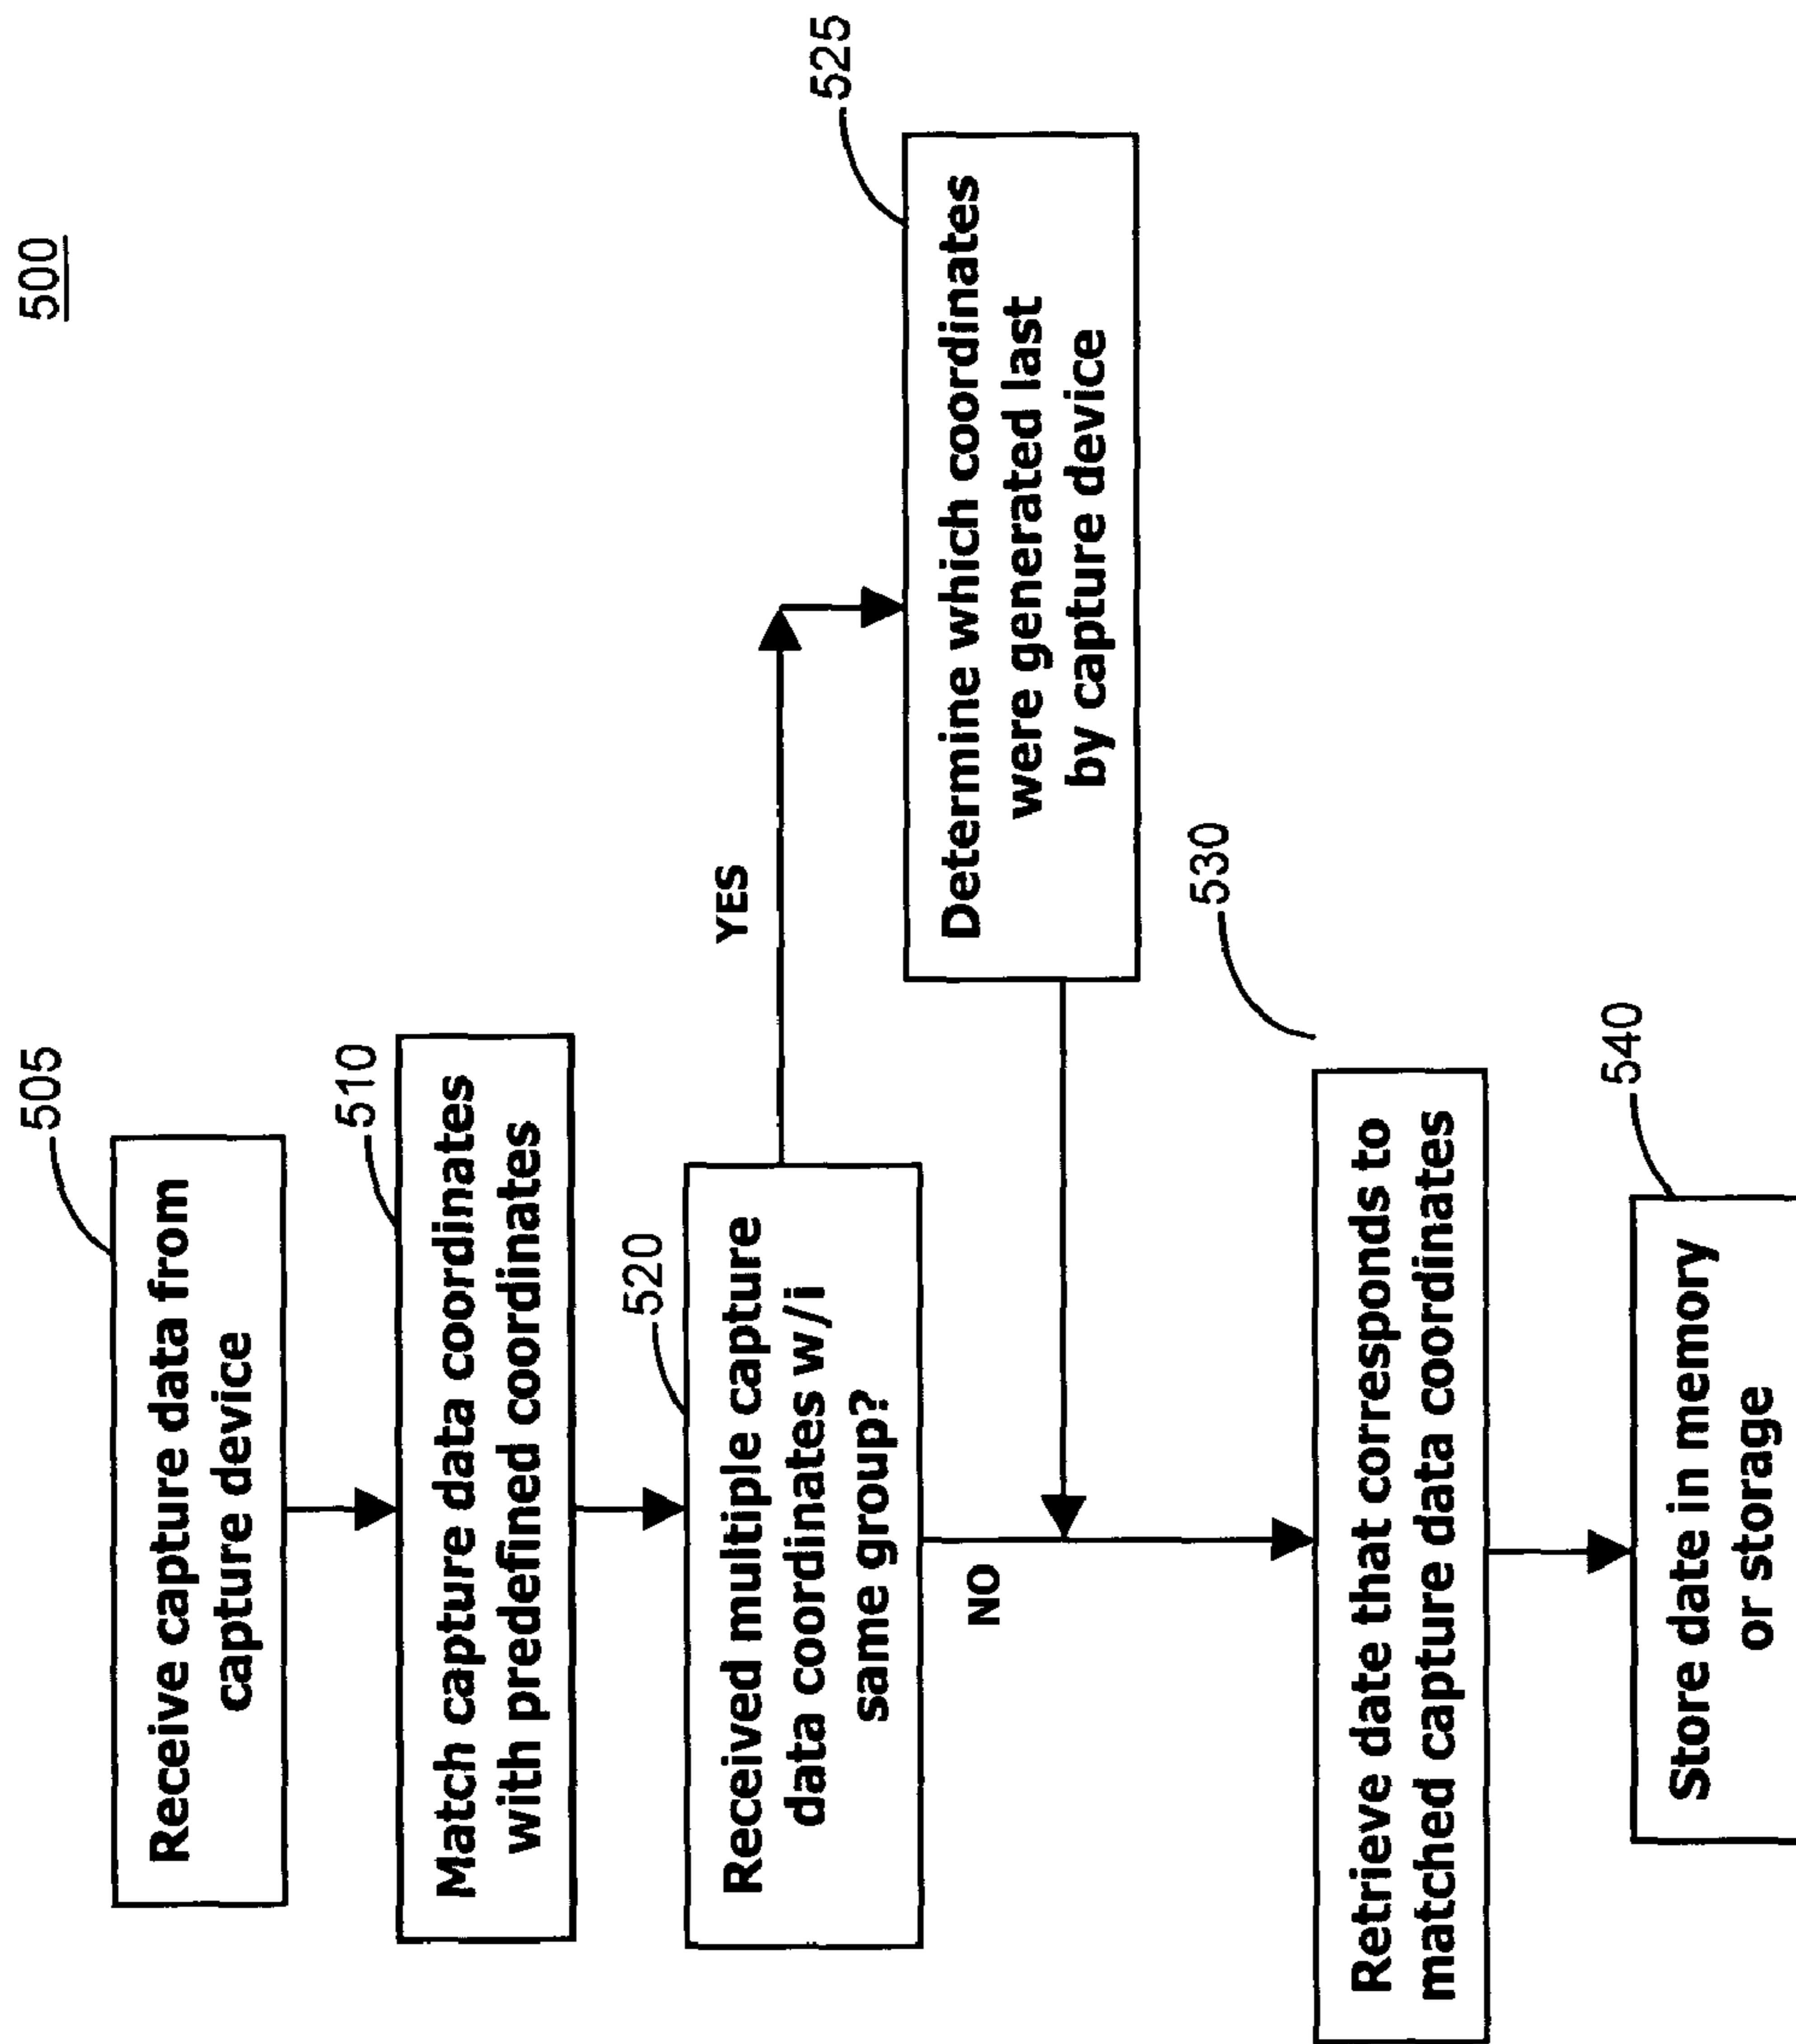 500
505
Receive capture data from
capture device
510
Match capture data coordinates
with predefined coordinates
520
Received multiple capture
data coordinates w/i
same group?
YES
525
Determine which coordinates
were generated last
by capture device
NO
530
Retrieve date that corresponds to
matched capture data coordinates
540
Store date in memory
or storage